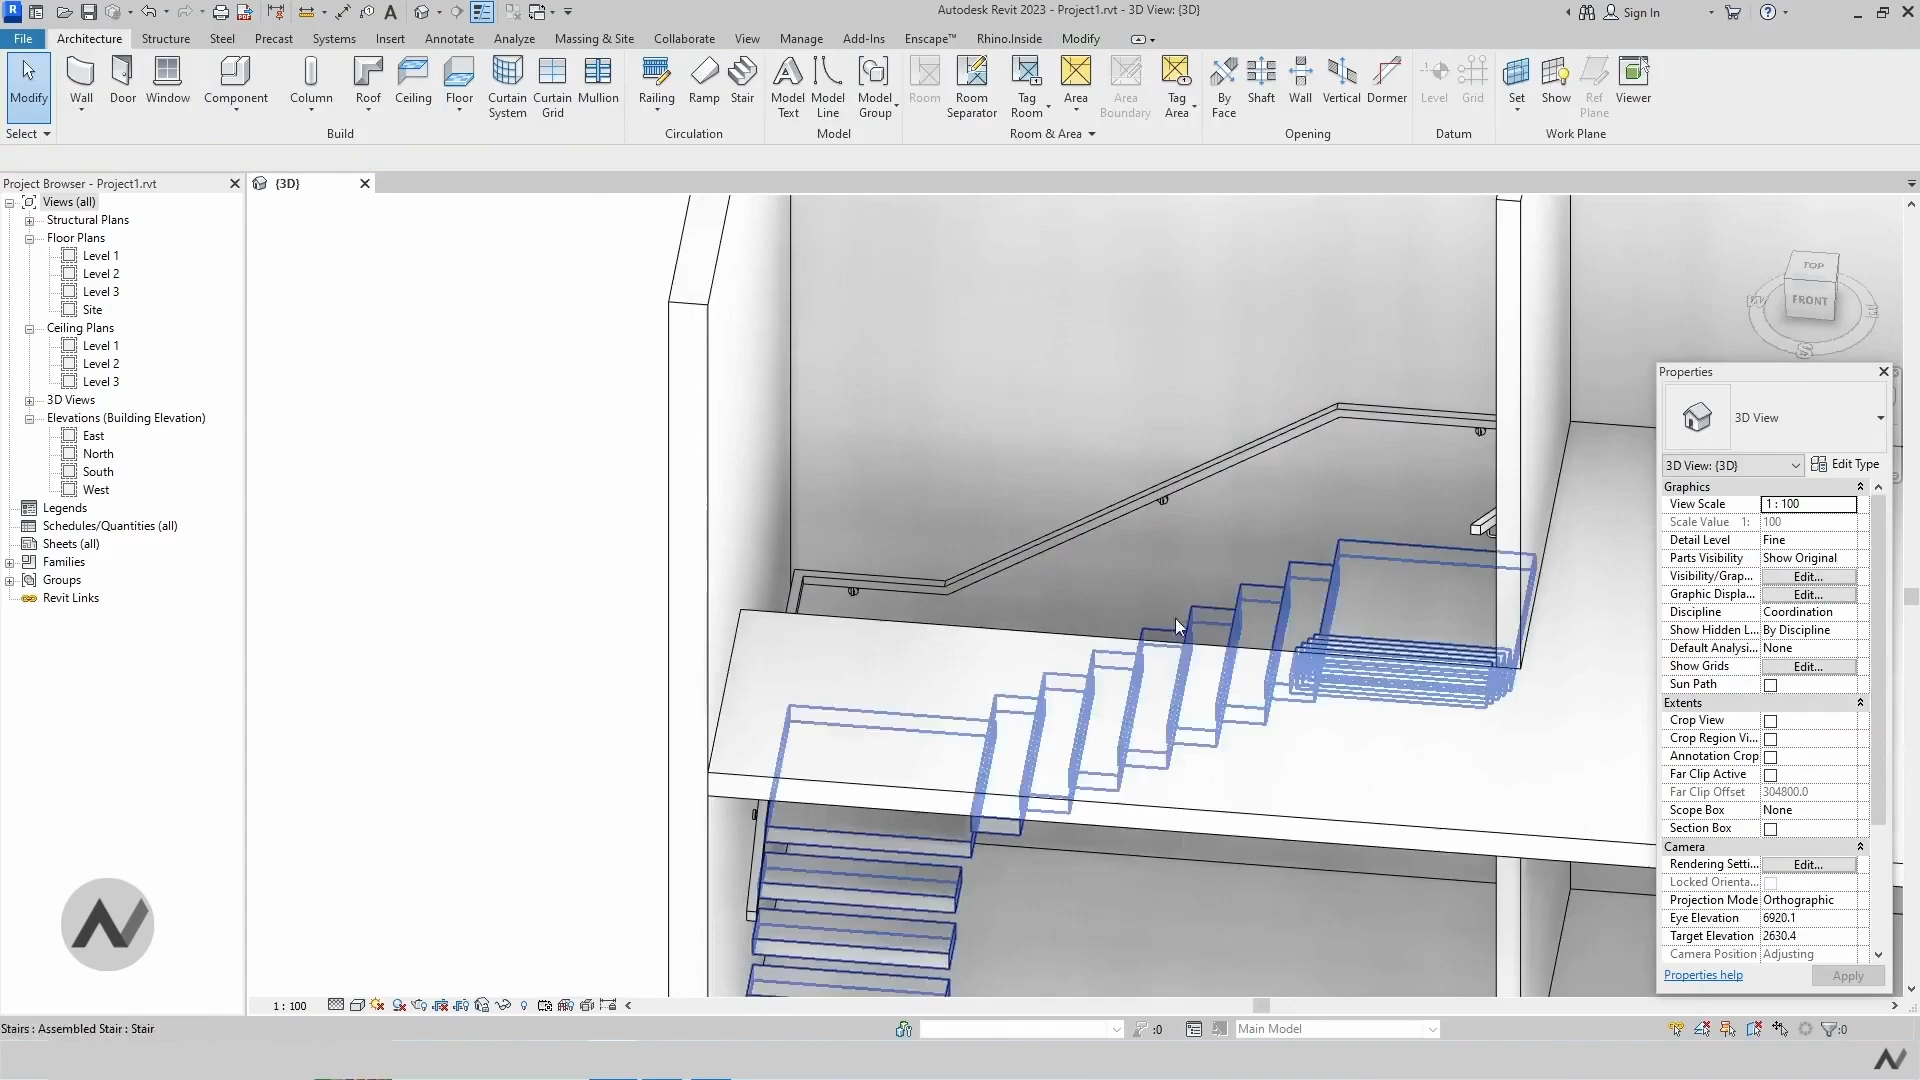 Autodesk Revit 2023 - Project1.rvt - 3D View: {3D}
Sign In
File Architecture Structure Steel Precast Systems Insert Annotate Analyze Massing & Site Collaborate View Manage Add-Ins Enscape™ Rhino.Inside Modify
Modify Wall Door Window Component Column Roof Ceiling Floor Curtain System Curtain Grid Mullion Railing Ramp Stair Model Text Model Line Model Group Room Room Separator Tag Room Area Area Boundary Tag Area By Face Shaft Wall Vertical Dormer Level Grid Set Show Ref Plane Viewer
Select Build Circulation Model Room & Area Opening Datum Work Plane
Project Browser - Project1.rvt
{3D}
Views (all)
Structural Plans
Floor Plans
Level 1
Level 2
Level 3
Site
Ceiling Plans
Level 1
Level 2
Level 3
3D Views
Elevations (Building Elevation)
East
North
South
West
Legends
Schedules/Quantities (all)
Sheets (all)
Families
Groups
Revit Links
TOP
FRONT
S
Properties
3D View
3D View: {3D} Edit Type
Graphics
View Scale 1 : 100
Scale Value 1: 100
Detail Level Fine
Parts Visibility Show Original
Visibility/Grap... Edit...
Graphic Displa... Edit...
Discipline Coordination
Show Hidden L... By Discipline
Default Analysi... None
Show Grids Edit...
Sun Path
Extents
Crop View
Crop Region Vi...
Annotation Crop
Far Clip Active
Far Clip Offset 304800.0
Scope Box None
Section Box
Camera
Rendering Setti... Edit...
Locked Orienta...
Projection Mode Orthographic
Eye Elevation 6920.1
Target Elevation 2630.4
Camera Position Adjusting
Properties help Apply
1 : 100
Stairs : Assembled Stair : Stair
:0
Main Model
:0